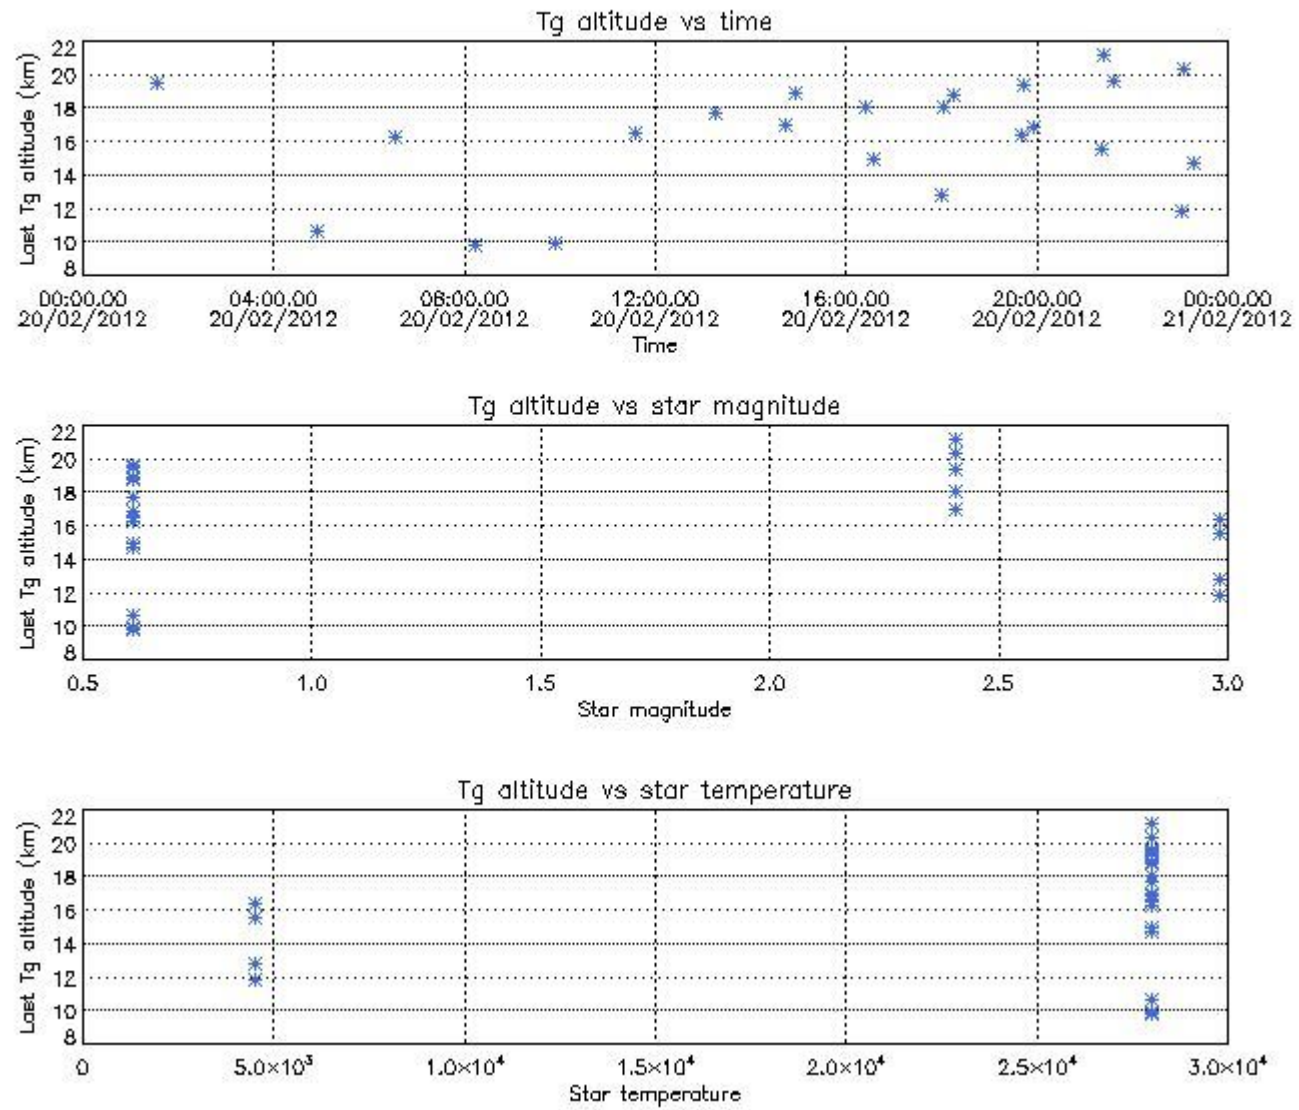 Tg altitude vs time
Last Tg altitude (km)
22
20
18
16
14
12
10
8
00:00.00 04:00.00 08:00.00 12:00.00 16:00.00 20:00.00 00:00.00
20/02/2012 20/02/2012 20/02/2012 20/02/2012 20/02/2012 20/02/2012 21/02/2012
Time
Tg altitude vs star magnitude
Last Tg altitude (km)
22
20
18
16
14
12
10
8
0.5 1.0 1.5 2.0 2.5 3.0
Star magnitude
Tg altitude vs star temperature
Last Tg altitude (km)
22
20
18
16
14
12
10
8
0 5.0×10³ 1.0×10⁴ 1.5×10⁴ 2.0×10⁴ 2.5×10⁴ 3.0×10⁴
Star temperature